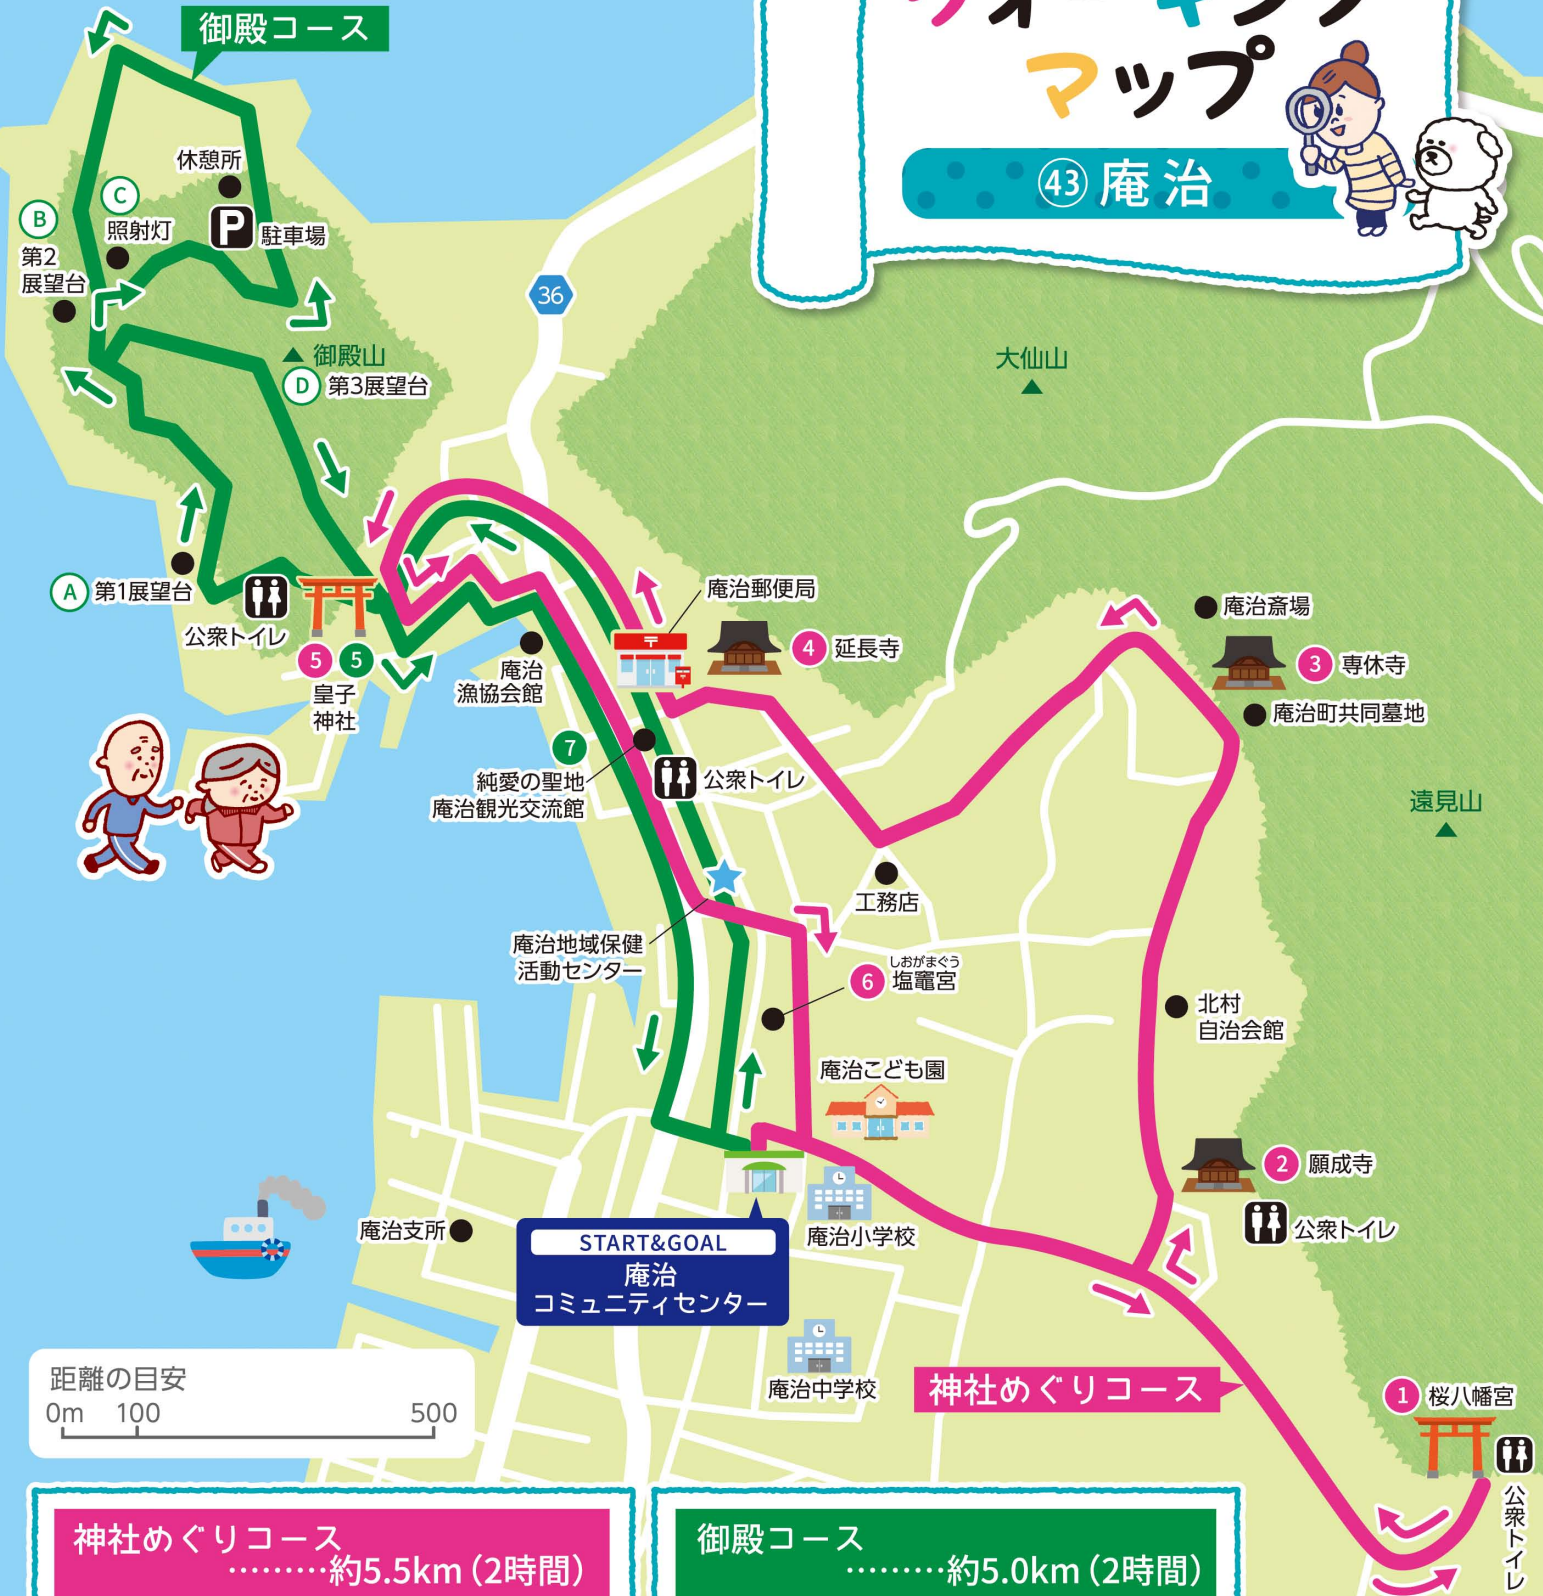 ウォーキング
マップ
㊸ 庵治
御殿コース
休憩所
P 駐車場
C
照射灯
B
第2
展望台
36
御殿山
D 第3展望台
大仙山
A 第1展望台
公衆トイレ
5 5
皇子
神社
庵治
漁協会館
庵治郵便局
〒
4 延長寺
庵治斎場
3 専休寺
庵治町共同墓地
7
純愛の聖地
庵治観光交流館
公衆トイレ
遠見山
工務店
庵治地域保健
活動センター
しおがまぐう
6 塩竈宮
北村
自治会館
庵治こども園
2 願成寺
公衆トイレ
庵治支所
庵治小学校
START&GOAL
庵治
コミュニティセンター
庵治中学校
神社めぐりコース
1 桜八幡宮
公衆トイレ
距離の目安
0m 100 500
神社めぐりコース
………約5.5km(2時間)
御殿コース
………約5.0km(2時間)